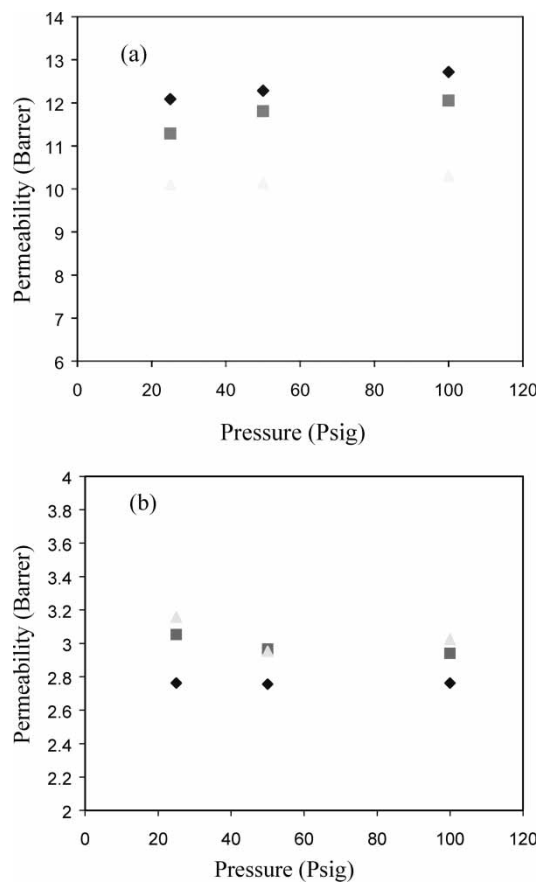 (a)
14
13
12
11
10
9
8
7
6
Permeability (Barrer)
0 20 40 60 80 100 120
Pressure (Psig)
(b)
4
3.8
3.6
3.4
3.2
3
2.8
2.6
2.4
2.2
2
Permeability (Barrer)
0 20 40 60 80 100 120
Pressure (Psig)